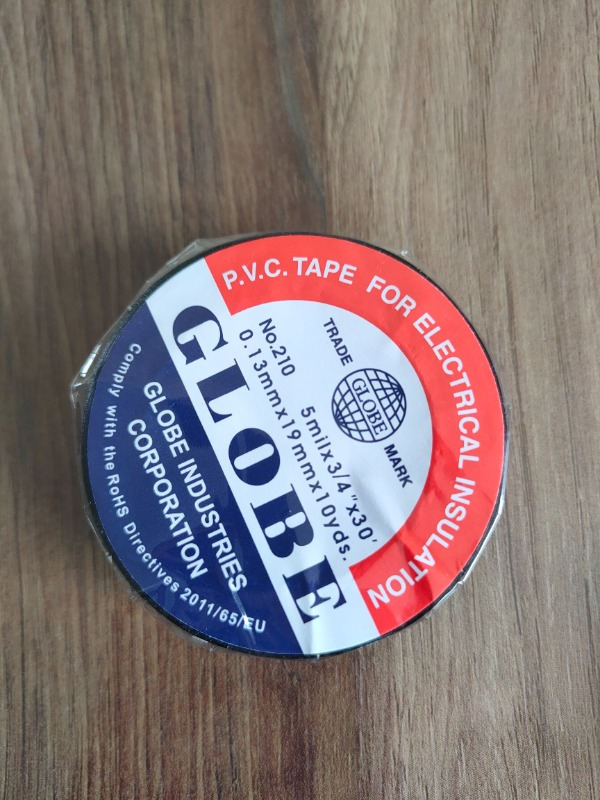 P.V.C. TAPE FOR ELECTRICAL INSULATION
TRADE
GLOBE
MARK
No.210
5milx3/4"x30'
0.13mmx19mmx10yds.
GLOBE
GLOBE INDUSTRIES
CORPORATION
Comply with the RoHS Directives 2011/65/EU